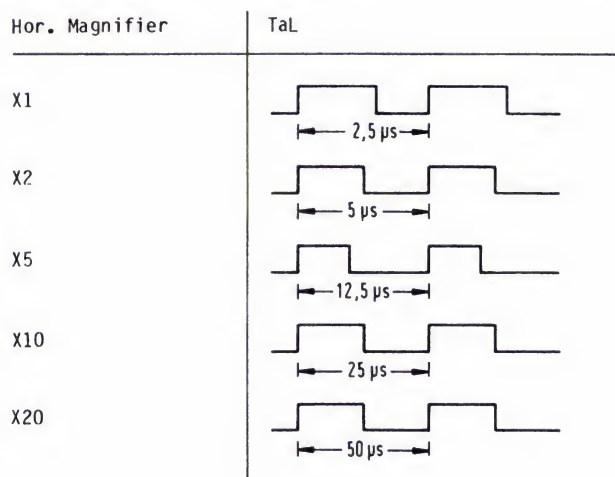 Hor. Magnifier TaL
X1
2,5 µs
X2
5 µs
X5
12,5 µs
X10
25 µs
X20
50 µs